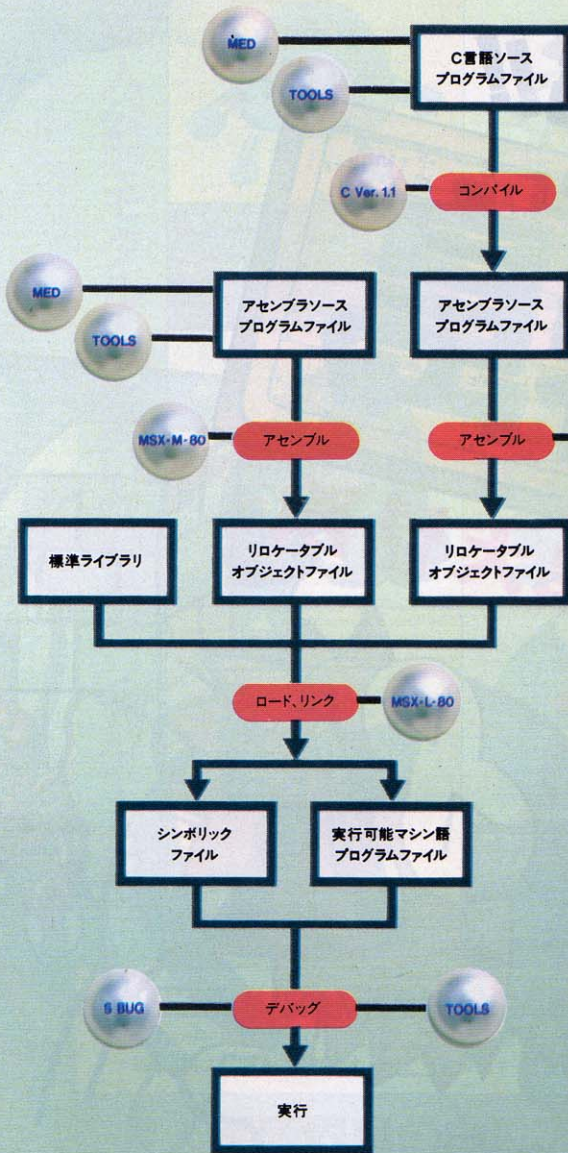 MED
C言語ソース
プログラムファイル
TOOLS
C Ver. 1.1
コンパイル
MED
アセンブラソース
プログラムファイル
アセンブラソース
プログラムファイル
TOOLS
MSX・M-80
アセンブル
アセンブル
標準ライブラリ
リロケータブル
オブジェクトファイル
リロケータブル
オブジェクトファイル
ロード、リンク
MSX・L-80
シンボリック
ファイル
実行可能マシン語
プログラムファイル
S BUG
デバッグ
TOOLS
実行